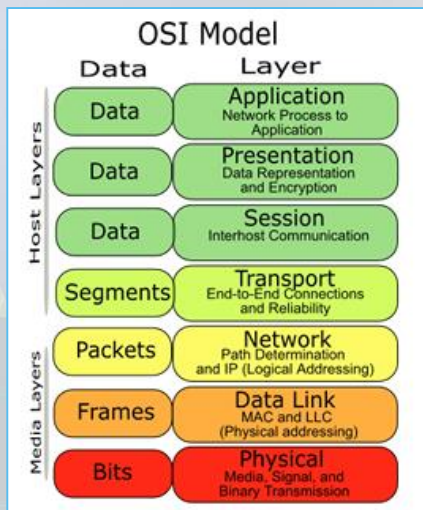 OSI Model
Data Layer
Host Layers
Data
Application
Network Process to
Application
Data
Presentation
Data Representation
and Encryption
Data
Session
Interhost Communication
Segments
Transport
End-to-End Connections
and Reliability
Media Layers
Packets
Network
Path Determination
and IP (Logical Addressing)
Frames
Data Link
MAC and LLC
(Physical addressing)
Bits
Physical
Media, Signal, and
Binary Transmission